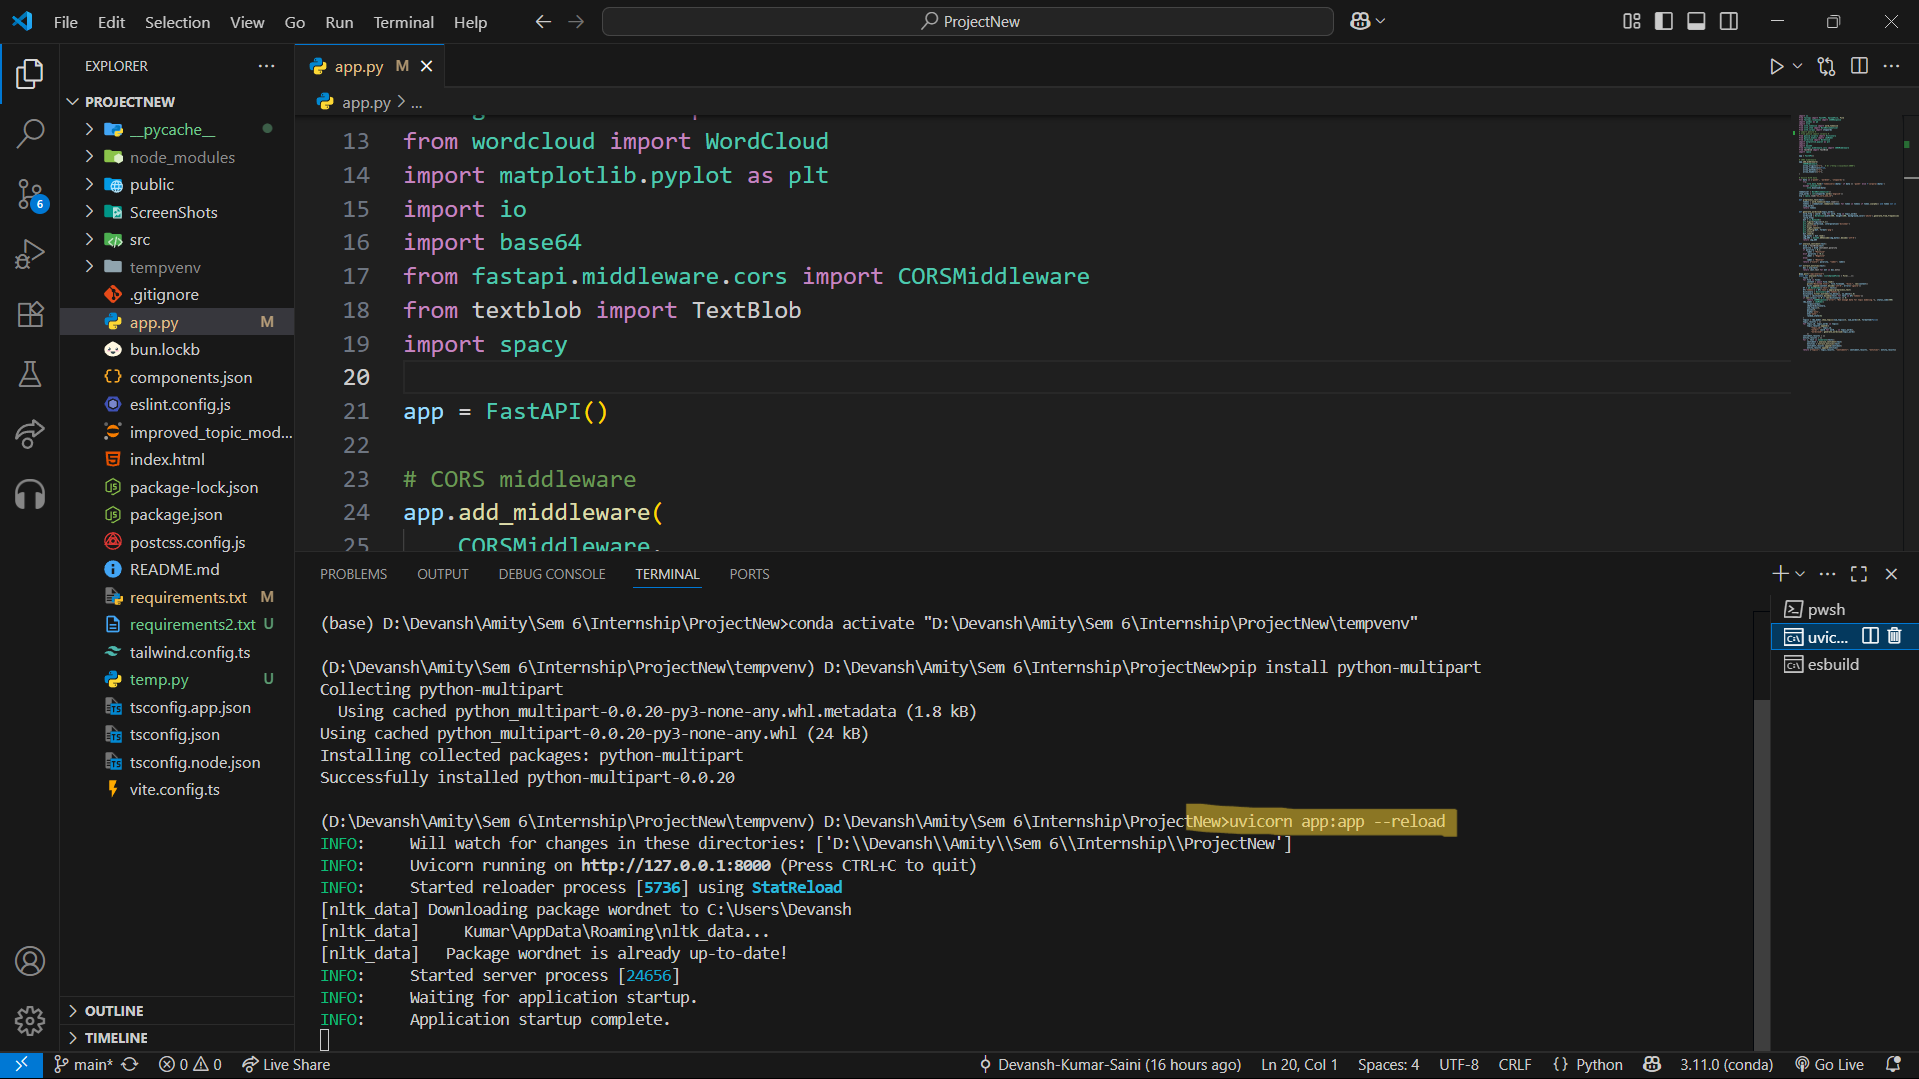 File Edit Selection View Go Run Terminal Help
ProjectNew
EXPLORER
PROJECTNEW
__pycache__
node_modules
public
ScreenShots
src
tempvenv
.gitignore
app.py M
bun.lockb
components.json
eslint.config.js
improved_topic_mod...
index.html
package-lock.json
package.json
postcss.config.js
README.md
requirements.txt M
requirements2.txt U
tailwind.config.ts
temp.py U
tsconfig.app.json
tsconfig.json
tsconfig.node.json
vite.config.ts
OUTLINE
TIMELINE
6
app.py M
app.py > ...
13 from wordcloud import WordCloud
14 import matplotlib.pyplot as plt
15 import io
16 import base64
17 from fastapi.middleware.cors import CORSMiddleware
18 from textblob import TextBlob
19 import spacy
20
21 app = FastAPI()
22
23 # CORS middleware
24 app.add_middleware(
25 CORSMiddleware,
PROBLEMS OUTPUT DEBUG CONSOLE TERMINAL PORTS
(base) D:\Devansh\Amity\Sem 6\Internship\ProjectNew>conda activate "D:\Devansh\Amity\Sem 6\Internship\ProjectNew\tempvenv"
(D:\Devansh\Amity\Sem 6\Internship\ProjectNew\tempvenv) D:\Devansh\Amity\Sem 6\Internship\ProjectNew>pip install python-multipart
Collecting python-multipart
Using cached python_multipart-0.0.20-py3-none-any.whl.metadata (1.8 kB)
Using cached python_multipart-0.0.20-py3-none-any.whl (24 kB)
Installing collected packages: python-multipart
Successfully installed python-multipart-0.0.20
(D:\Devansh\Amity\Sem 6\Internship\ProjectNew\tempvenv) D:\Devansh\Amity\Sem 6\Internship\ProjectNew>uvicorn app:app --reload
INFO: Will watch for changes in these directories: ['D:\\Devansh\\Amity\\Sem 6\\Internship\\ProjectNew']
INFO: Uvicorn running on http://127.0.0.1:8000 (Press CTRL+C to quit)
INFO: Started reloader process [5736] using StatReload
[nltk_data] Downloading package wordnet to C:\Users\Devansh
[nltk_data] Kumar\AppData\Roaming\nltk_data...
[nltk_data] Package wordnet is already up-to-date!
INFO: Started server process [24656]
INFO: Waiting for application startup.
INFO: Application startup complete.
pwsh
uvic...
esbuild
main* 0 0 Live Share Devansh-Kumar-Saini (16 hours ago) Ln 20, Col 1 Spaces: 4 UTF-8 CRLF {} Python 3.11.0 (conda) Go Live